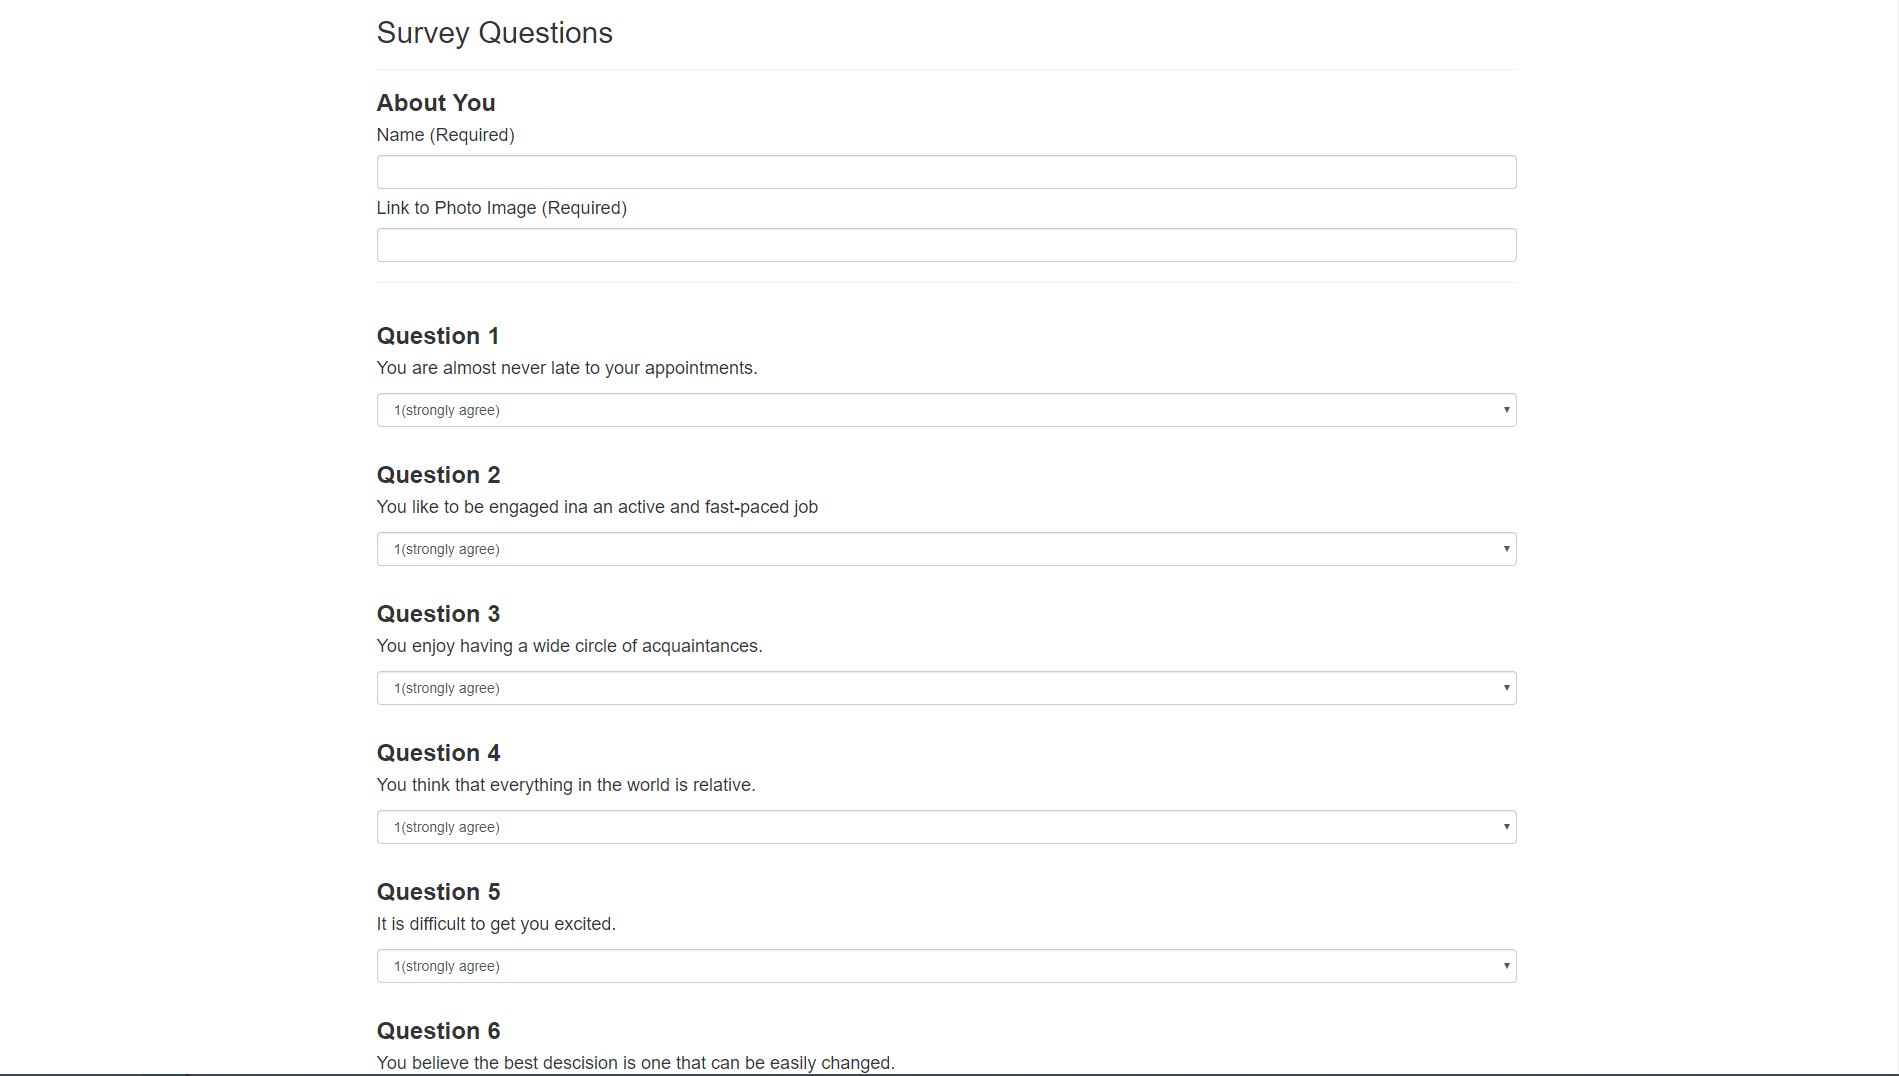 Survey Questions
About You
Name (Required)
Link to Photo Image (Required)
Question 1
You are almost never late to your appointments.
1(strongly agree)
Question 2
You like to be engaged ina an active and fast-paced job
1(strongly agree)
Question 3
You enjoy having a wide circle of acquaintances.
1(strongly agree)
Question 4
You think that everything in the world is relative.
1(strongly agree)
Question 5
It is difficult to get you excited.
1(strongly agree)
Question 6
You believe the best descision is one that can be easily changed.